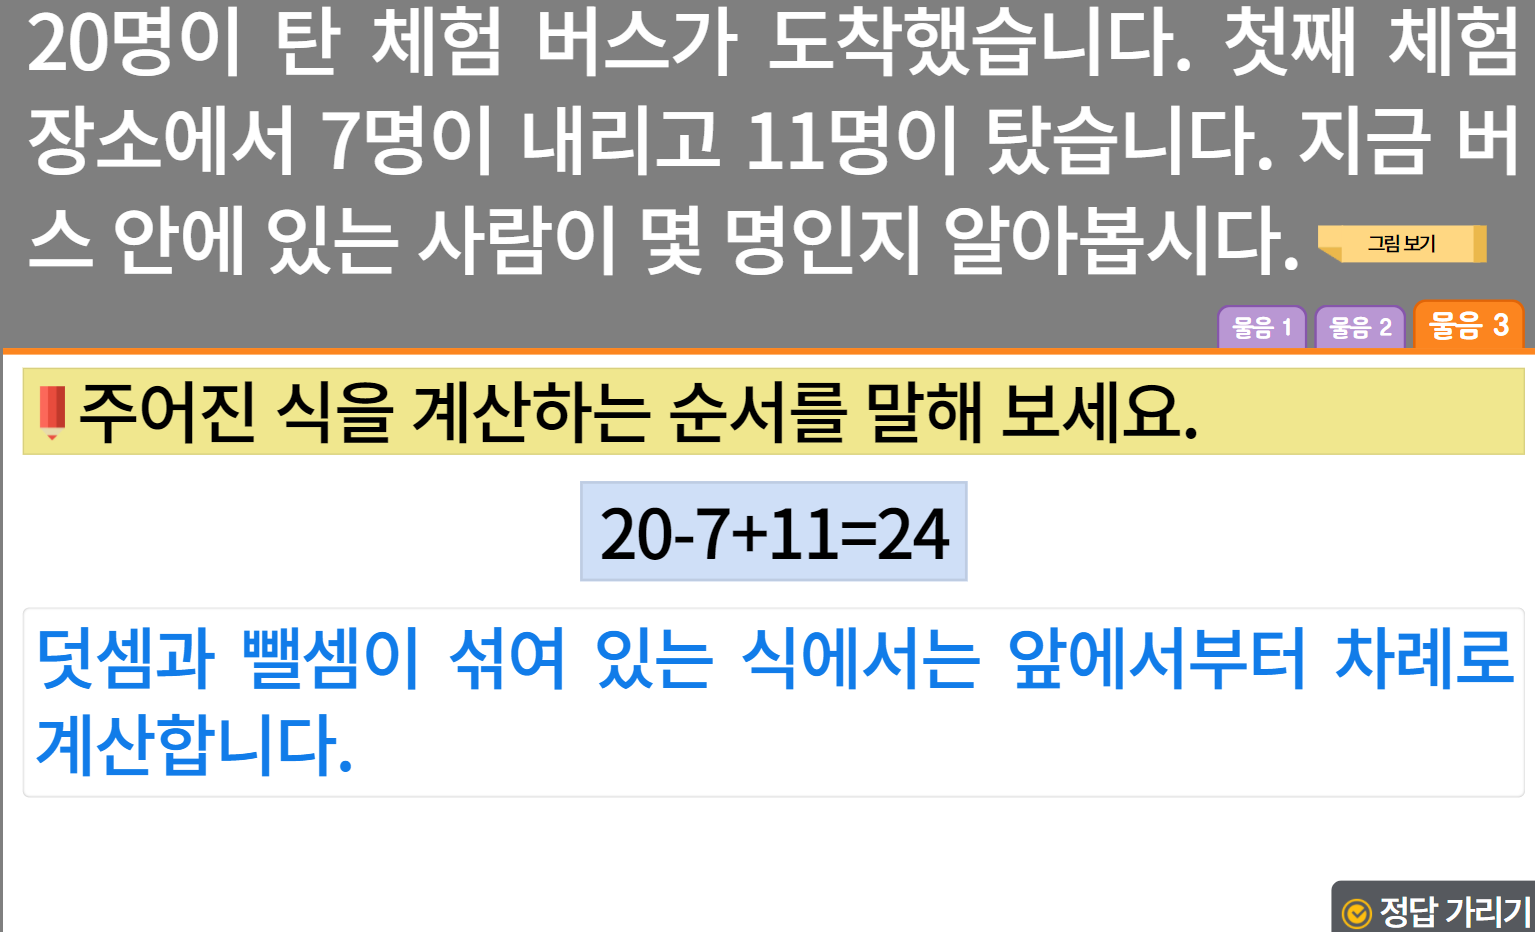 20명이 탄 체험 버스가 도착했습니다. 첫째 체험
장소에서 7명이 내리고 11명이 탔습니다. 지금 버
스 안에 있는 사람이 몇 명인지 알아봅시다. 그림 보기
물음 1 물음 2 물음 3
주어진 식을 계산하는 순서를 말해 보세요.
20-7+11=24
덧셈과 뺄셈이 섞여 있는 식에서는 앞에서부터 차례로
계산합니다.
정답 가리기